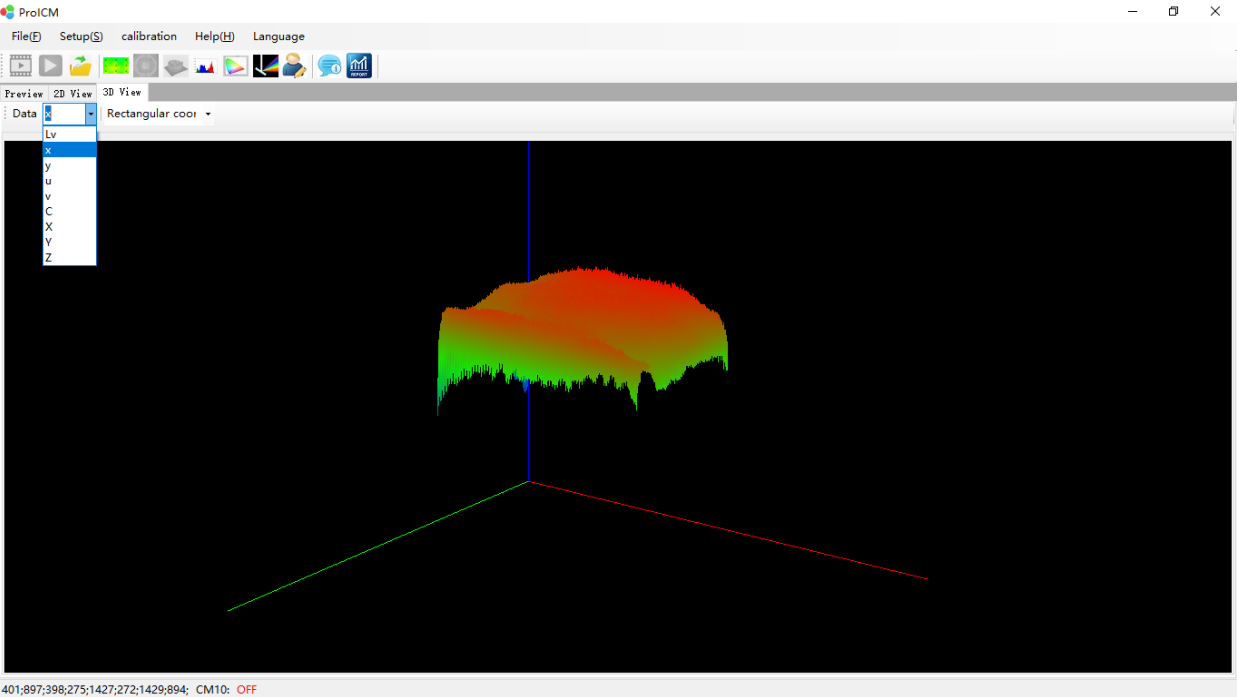 ProICM
File(F) Setup(S) calibration Help(H) Language
REPORT
Preview 2D View 3D View
Data x Rectangular coor
Lv
x
y
u
v
C
X
Y
Z
401;897;398;275;1427;272;1429;894; CM10: OFF